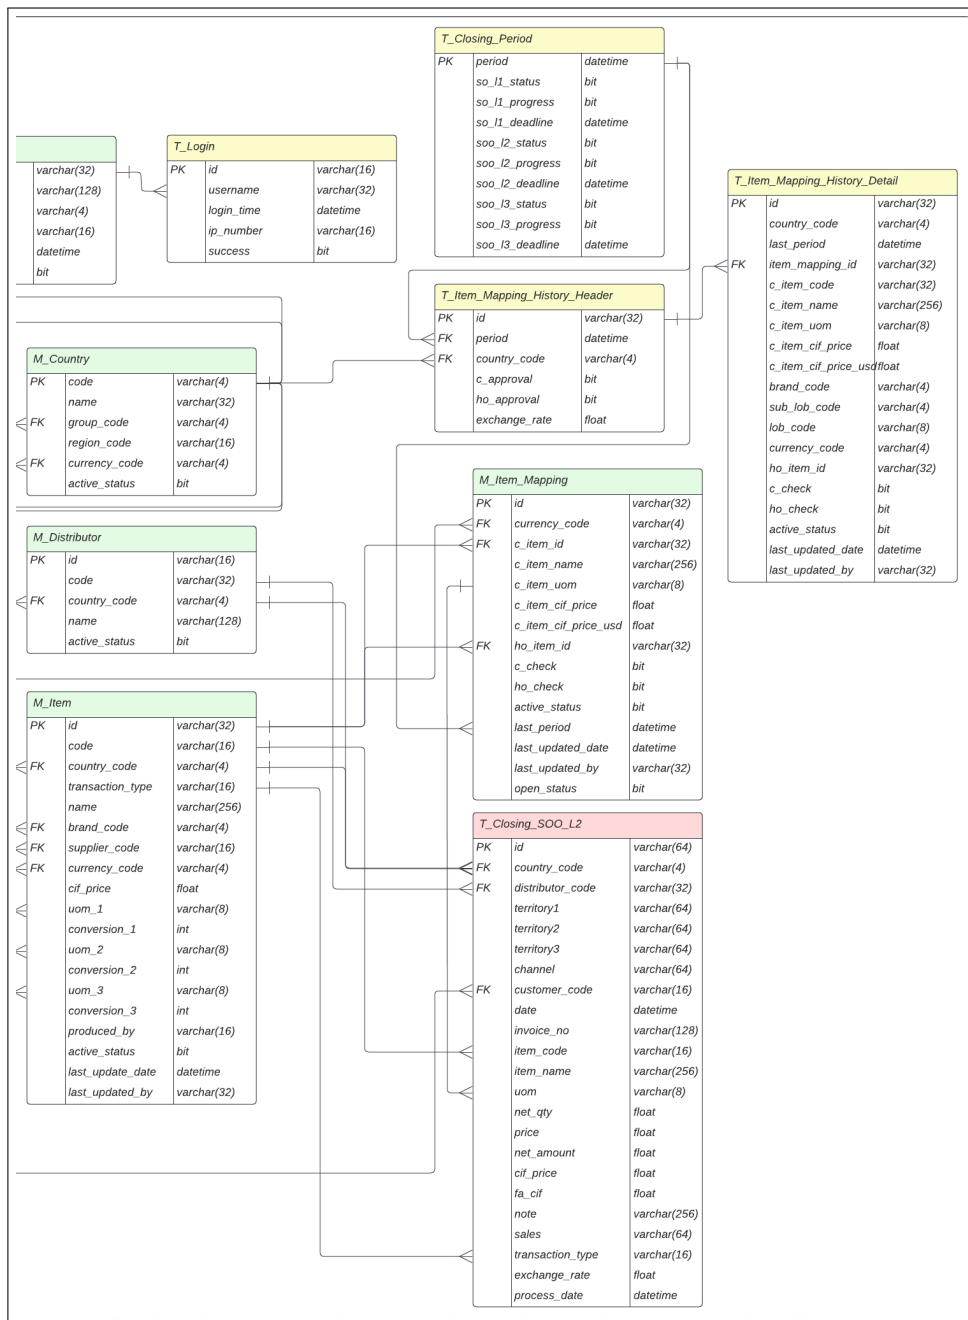 T_Closing_Period
PK period datetime
so_l1_status bit
so_l1_progress bit
so_l1_deadline datetime
soo_l2_status bit
soo_l2_progress bit
soo_l2_deadline datetime
soo_l3_status bit
soo_l3_progress bit
soo_l3_deadline datetime
varchar(32)
varchar(128)
varchar(4)
varchar(16)
datetime
bit
T_Login
PK id varchar(16)
username varchar(32)
login_time datetime
ip_number varchar(16)
success bit
T_Item_Mapping_History_Detail
PK id varchar(32)
country_code varchar(4)
last_period datetime
FK item_mapping_id varchar(32)
c_item_code varchar(32)
c_item_name varchar(256)
c_item_uom varchar(8)
c_item_cif_price float
c_item_cif_price_usd float
brand_code varchar(4)
sub_lob_code varchar(4)
lob_code varchar(8)
currency_code varchar(4)
ho_item_id varchar(32)
c_check bit
ho_check bit
active_status bit
last_updated_date datetime
last_updated_by varchar(32)
T_Item_Mapping_History_Header
PK id varchar(32)
FK period datetime
FK country_code varchar(4)
c_approval bit
ho_approval bit
exchange_rate float
M_Country
PK code varchar(4)
name varchar(32)
FK group_code varchar(4)
region_code varchar(16)
FK currency_code varchar(4)
active_status bit
M_Item_Mapping
PK id varchar(32)
FK currency_code varchar(4)
FK c_item_id varchar(32)
c_item_name varchar(256)
c_item_uom varchar(8)
c_item_cif_price float
c_item_cif_price_usd float
FK ho_item_id varchar(32)
c_check bit
ho_check bit
active_status bit
last_period datetime
last_updated_date datetime
last_updated_by varchar(32)
open_status bit
M_Distributor
PK id varchar(16)
code varchar(32)
FK country_code varchar(4)
name varchar(128)
active_status bit
M_Item
PK id varchar(32)
code varchar(16)
FK country_code varchar(4)
transaction_type varchar(16)
name varchar(256)
FK brand_code varchar(4)
FK supplier_code varchar(16)
FK currency_code varchar(4)
cif_price float
uom_1 varchar(8)
conversion_1 int
uom_2 varchar(8)
conversion_2 int
uom_3 varchar(8)
conversion_3 int
produced_by varchar(16)
active_status bit
last_update_date datetime
last_updated_by varchar(32)
T_Closing_SOO_L2
PK id varchar(64)
FK country_code varchar(4)
FK distributor_code varchar(32)
territory1 varchar(64)
territory2 varchar(64)
territory3 varchar(64)
channel varchar(64)
FK customer_code varchar(16)
date datetime
invoice_no varchar(128)
item_code varchar(16)
item_name varchar(256)
uom varchar(8)
net_qty float
price float
net_amount float
cif_price float
fa_cif float
note varchar(256)
sales varchar(64)
transaction_type varchar(16)
exchange_rate float
process_date datetime